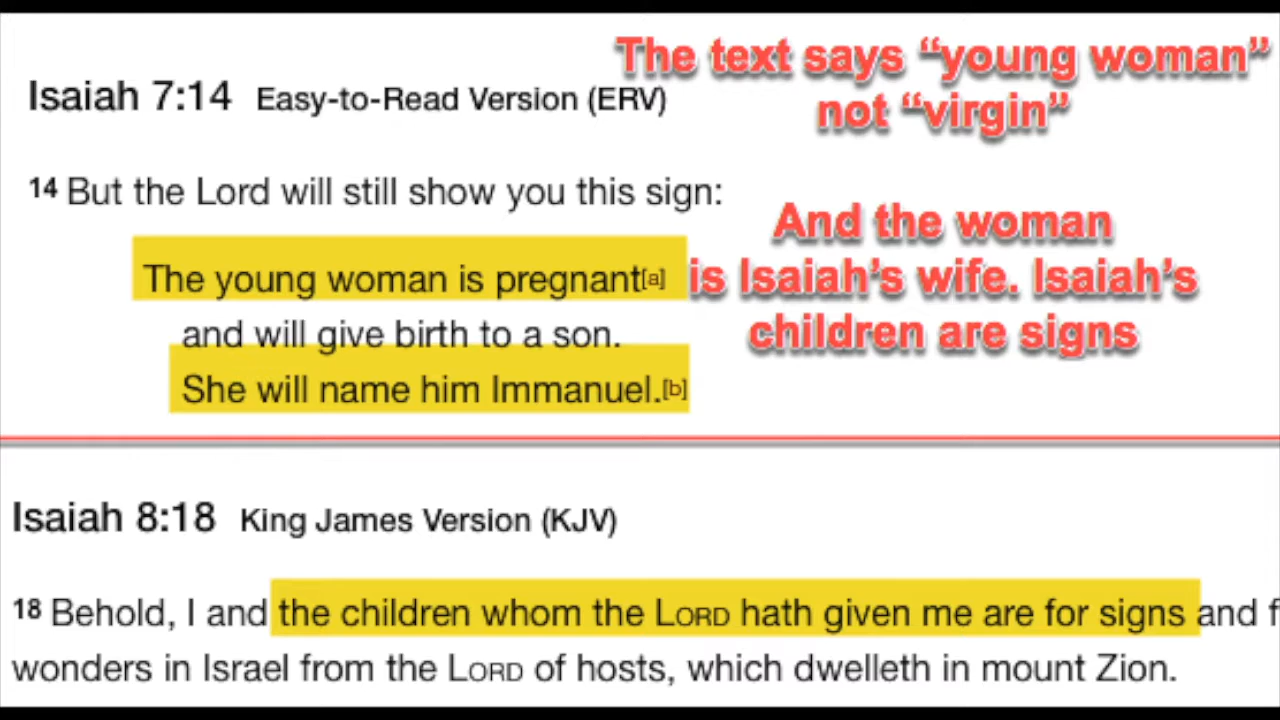 The text says “young woman”
not “virgin”
Isaiah 7:14 Easy-to-Read Version (ERV)
14 But the Lord will still show you this sign:
The young woman is pregnant[a]
and will give birth to a son.
She will name him Immanuel.[b]
And the woman
is Isaiah’s wife. Isaiah’s
children are signs
Isaiah 8:18 King James Version (KJV)
18 Behold, I and the children whom the LORD hath given me are for signs and f
wonders in Israel from the LORD of hosts, which dwelleth in mount Zion.